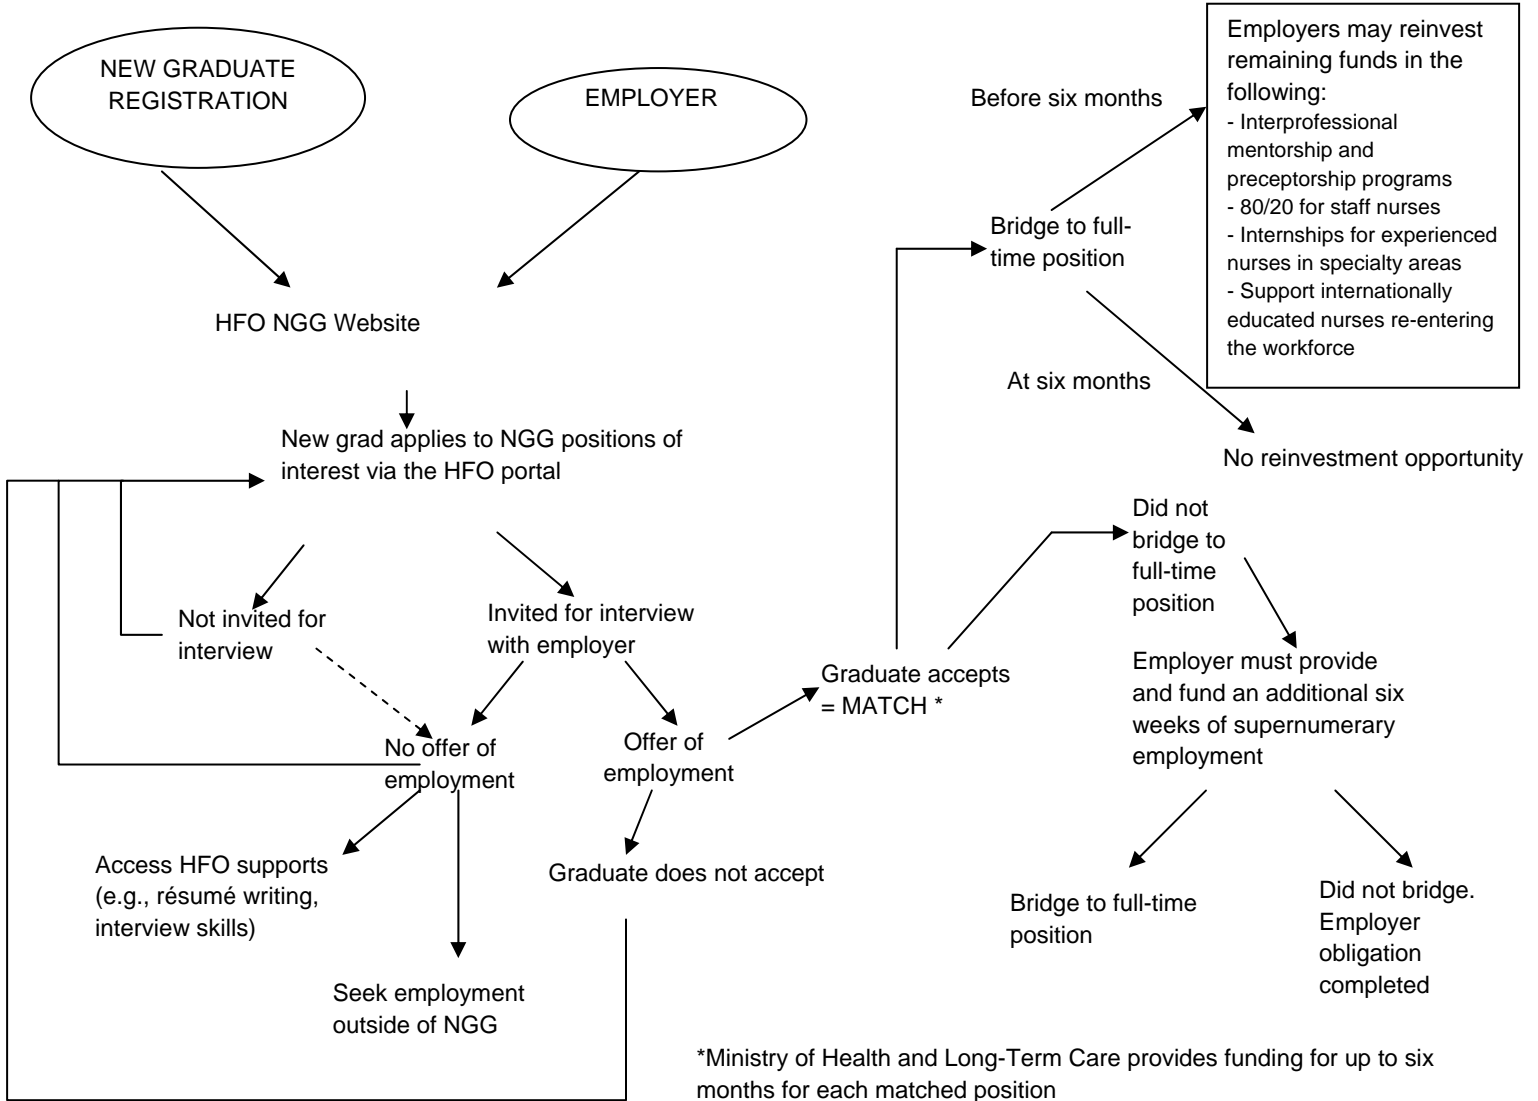 NEW GRADUATE
REGISTRATION
EMPLOYER
HFO NGG Website
New grad applies to NGG positions of
interest via the HFO portal
Not invited for
interview
Invited for interview
with employer
No offer of
employment
Offer of
employment
Access HFO supports
(e.g., résumé writing,
interview skills)
Seek employment
outside of NGG
Graduate does not accept
Graduate accepts
= MATCH *
Bridge to full-
time position
Before six months
Employers may reinvest
remaining funds in the
following:
- Interprofessional
mentorship and
preceptorship programs
- 80/20 for staff nurses
- Internships for experienced
nurses in specialty areas
- Support internationally
educated nurses re-entering
the workforce
At six months
No reinvestment opportunity
Did not
bridge to
full-time
position
Employer must provide
and fund an additional six
weeks of supernumerary
employment
Bridge to full-time
position
Did not bridge.
Employer
obligation
completed
*Ministry of Health and Long-Term Care provides funding for up to six
months for each matched position